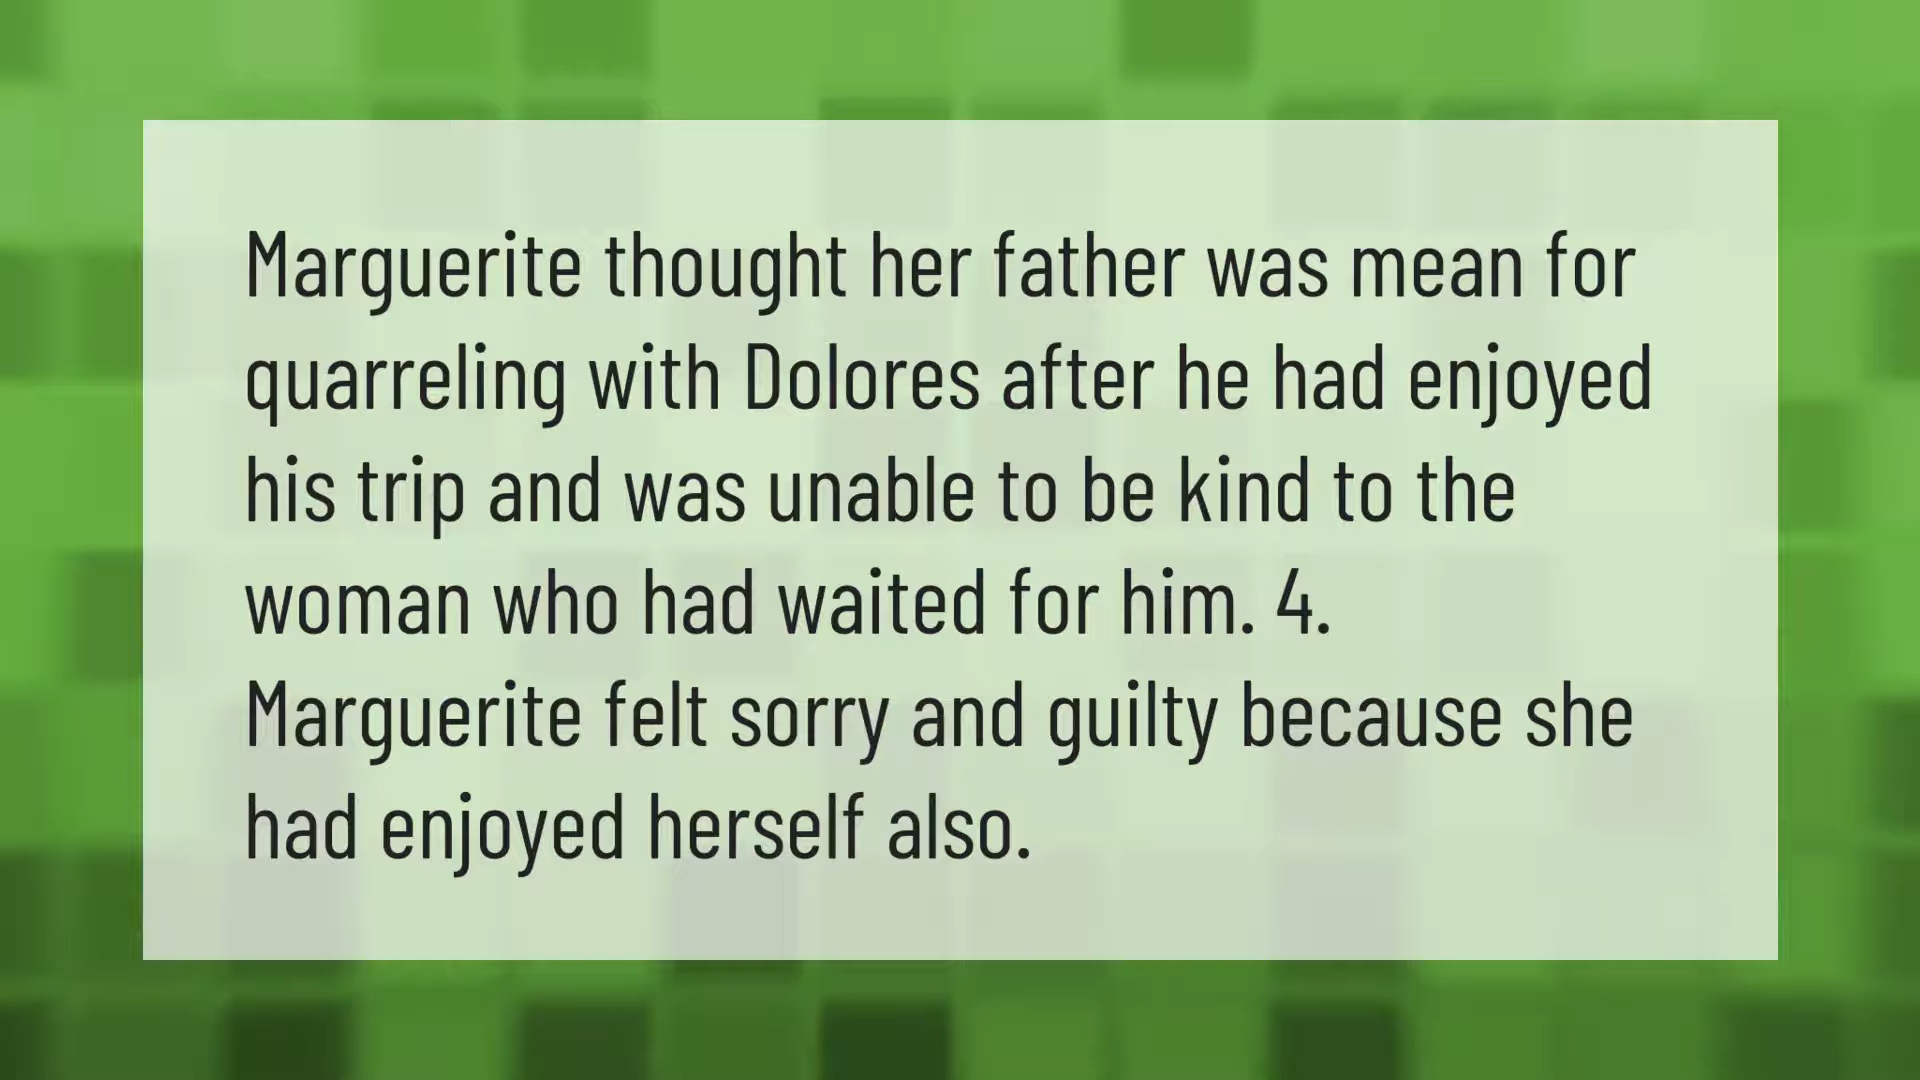 Marguerite thought her father was mean for
quarreling with Dolores after he had enjoyed
his trip and was unable to be kind to the
woman who had waited for him. 4.
Marguerite felt sorry and guilty because she
had enjoyed herself also.